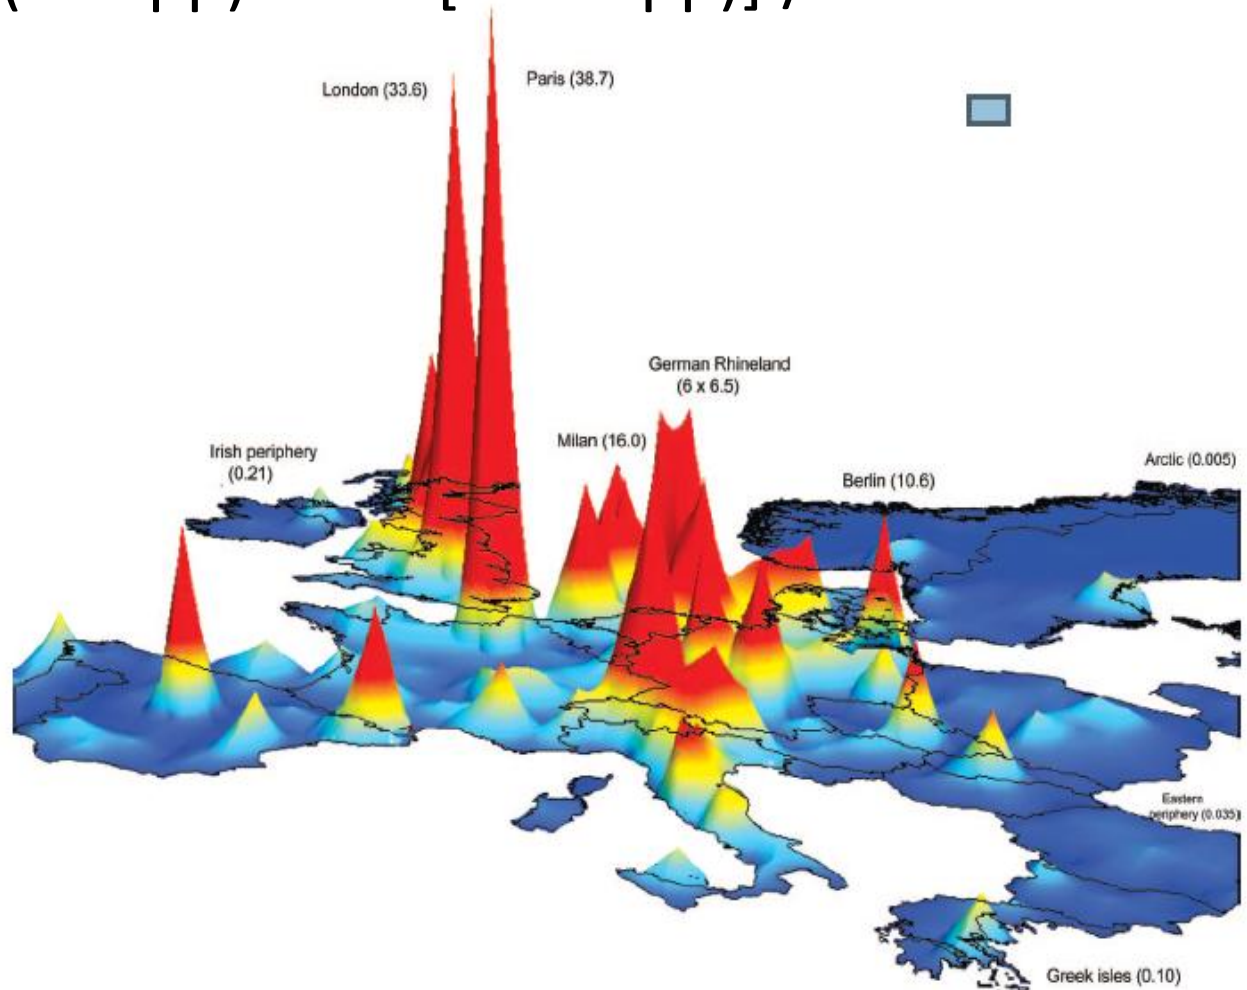 Paris (38.7)
London (33.6)
German Rhineland
(6 x 6.5)
Milan (16.0)
Irish periphery
(0.21)
Arctic (0.005)
Berlin (10.6)
Eastern
periphery (0.035)
Greek isles (0.10)